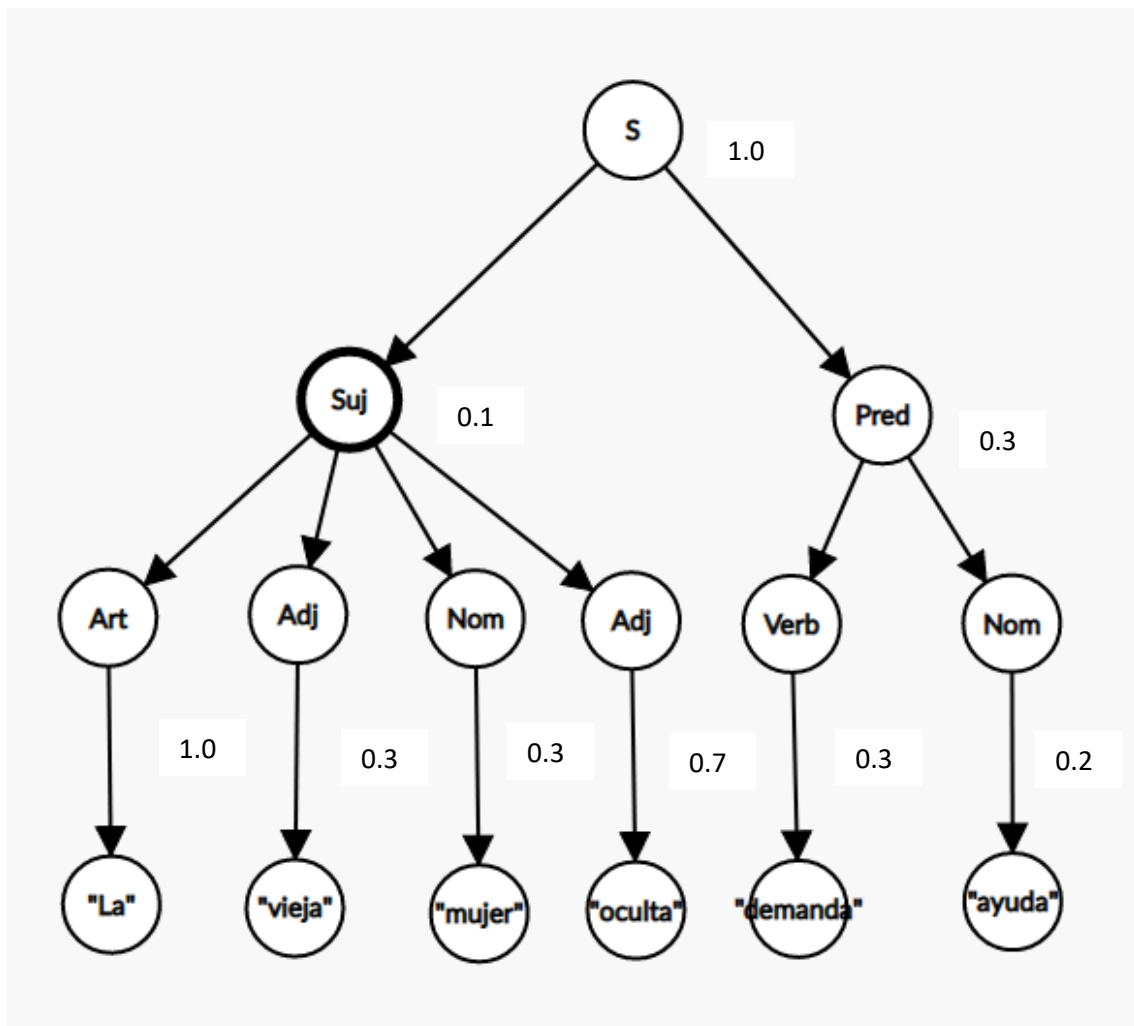 S
1.0
Suj
0.1
Pred
0.3
Art
Adj
Nom
Adj
Verb
Nom
1.0
0.3
0.3
0.7
0.3
0.2
"La"
"vieja"
"mujer"
"oculta"
"demanda"
"ayuda"